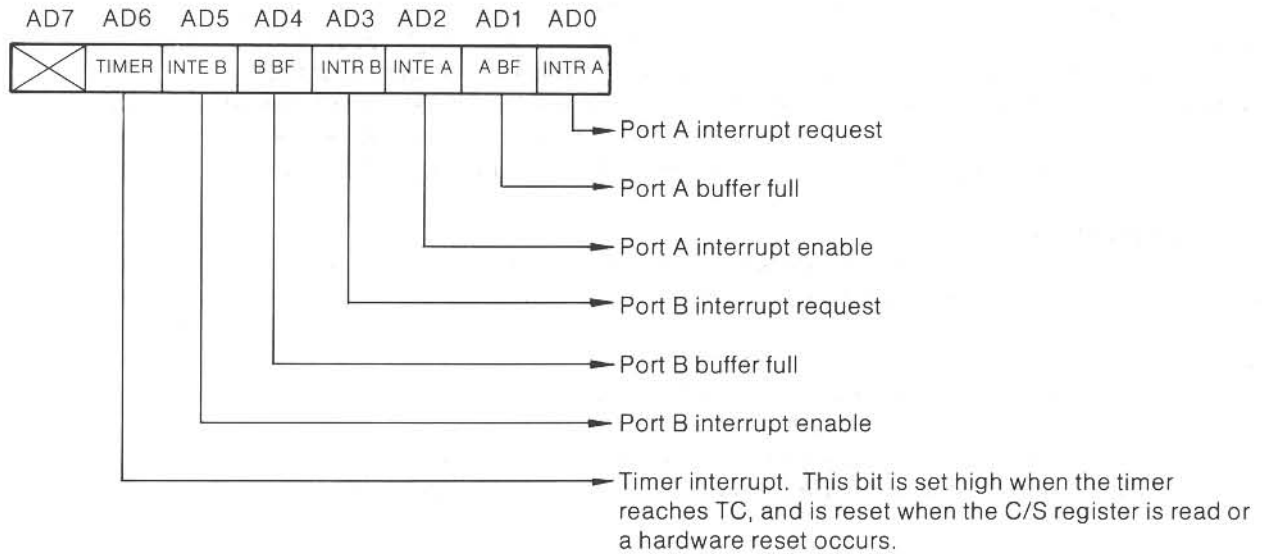 AD7 AD6 AD5 AD4 AD3 AD2 AD1 AD0
TIMER INTE B B BF INTR B INTE A A BF INTR A
Port A interrupt request
Port A buffer full
Port A interrupt enable
Port B interrupt request
Port B buffer full
Port B interrupt enable
Timer interrupt. This bit is set high when the timer
reaches TC, and is reset when the C/S register is read or
a hardware reset occurs.